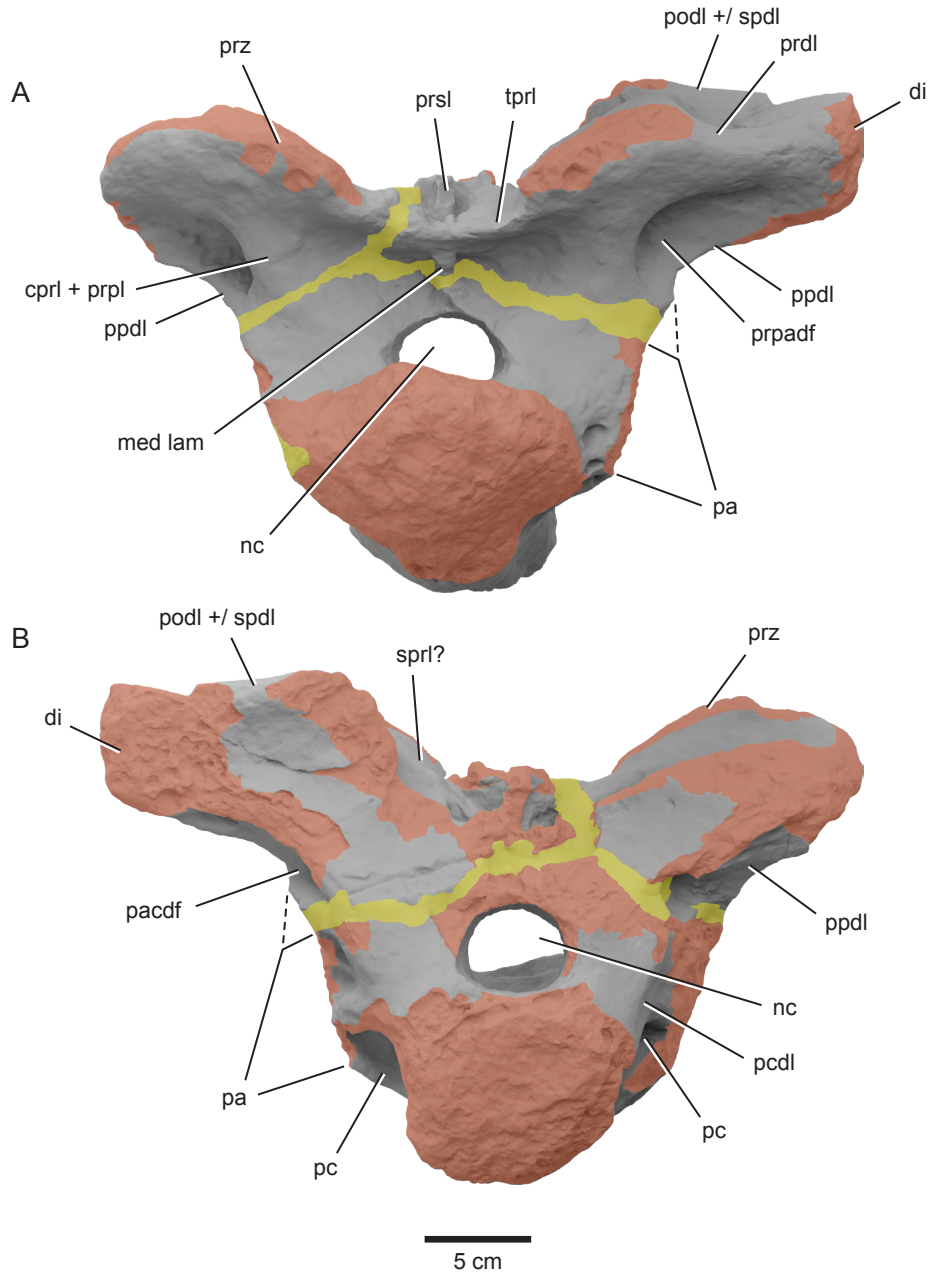 podl +/ spdl
prz
prdl
A
prsl
tprl
di
cprl + prpl
ppdl
ppdl
prpadf
med lam
pa
nc
podl +/ spdl
B
sprl?
prz
di
pacdf
ppdl
nc
pa
pcdl
pc
pc
5 cm